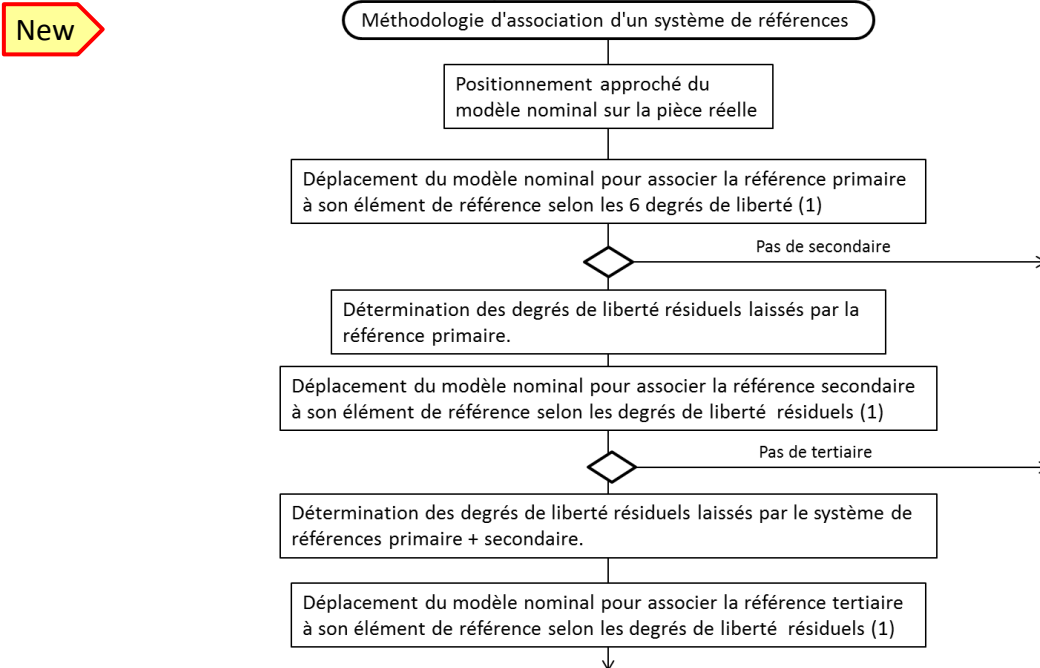 New
Méthodologie d'association d'un système de références
Positionnement approché du
modèle nominal sur la pièce réelle
Déplacement du modèle nominal pour associer la référence primaire
à son élément de référence selon les 6 degrés de liberté (1)
Pas de secondaire
Détermination des degrés de liberté résiduels laissés par la
référence primaire.
Déplacement du modèle nominal pour associer la référence secondaire
à son élément de référence selon les degrés de liberté résiduels (1)
Pas de tertiaire
Détermination des degrés de liberté résiduels laissés par le système de
références primaire + secondaire.
Déplacement du modèle nominal pour associer la référence tertiaire
à son élément de référence selon les degrés de liberté résiduels (1)